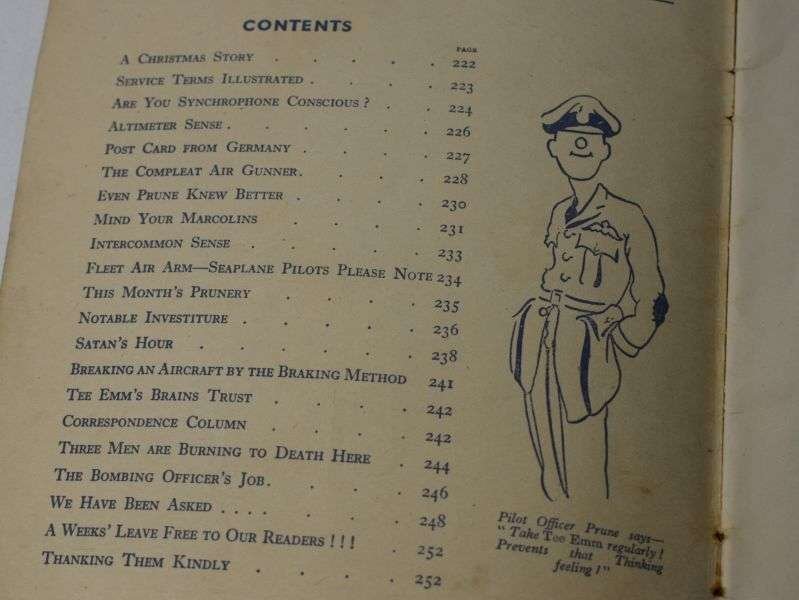 CONTENTS
PAGE
A CHRISTMAS STORY . . . . . 222
SERVICE TERMS ILLUSTRATED . . . . 223
ARE YOU SYNCHROPHONE CONSCIOUS ? . . 224
ALTIMETER SENSE . . . . . . 226
POST CARD FROM GERMANY . . . . 227
THE COMPLEAT AIR GUNNER . . . . 228
EVEN PRUNE KNEW BETTER . . . . 230
MIND YOUR MARCOLINS . . . . 231
INTERCOMMON SENSE . . . . . 233
FLEET AIR ARM—SEAPLANE PILOTS PLEASE NOTE 234
THIS MONTH'S PRUNERY . . . . 235
NOTABLE INVESTITURE . . . . . 236
SATAN'S HOUR . . . . . . 238
BREAKING AN AIRCRAFT BY THE BRAKING METHOD 241
TEE EMM'S BRAINS TRUST . . . . 242
CORRESPONDENCE COLUMN . . . . 242
THREE MEN ARE BURNING TO DEATH HERE . 244
THE BOMBING OFFICER'S JOB . . . . 246
WE HAVE BEEN ASKED . . . . . . . 248
A WEEKS' LEAVE FREE TO OUR READERS ! ! ! . 252
THANKING THEM KINDLY . . . . 252
Pilot Officer Prune says—
"Take Tee Emm regularly!
Prevents that Thinking
feeling!"